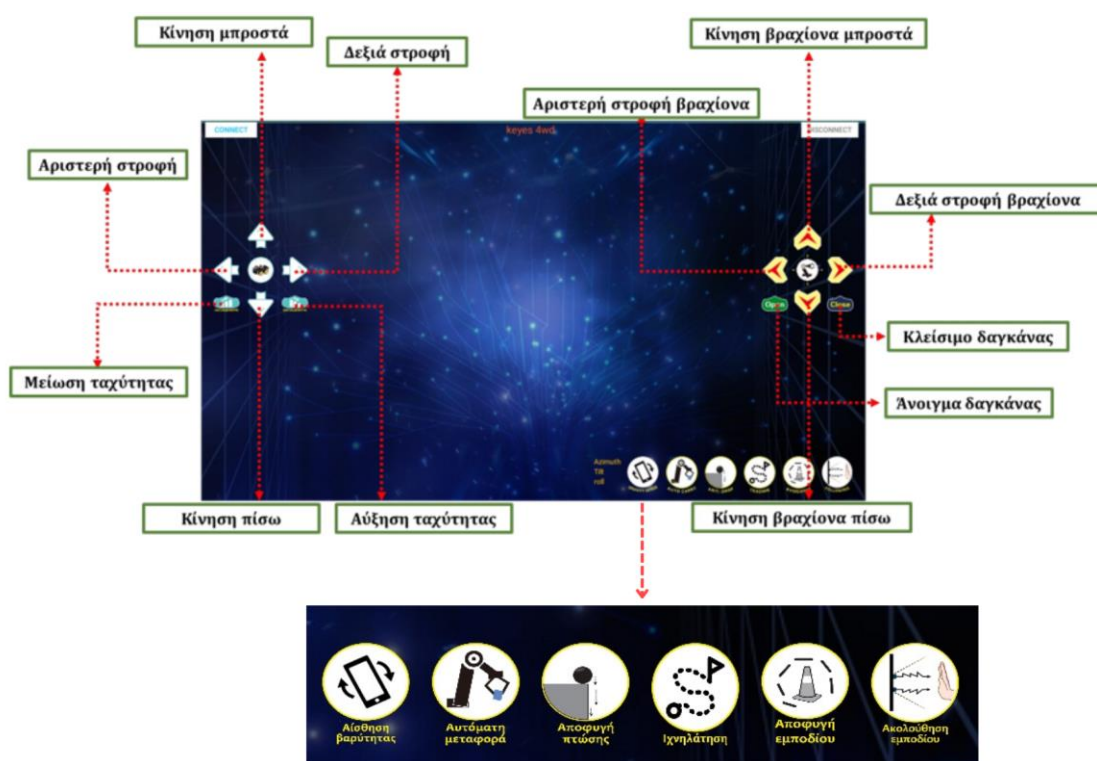 Κίνηση μπροστά
Κίνηση βραχίονα μπροστά
Δεξιά στροφή
Αριστερή στροφή βραχίονα
CONNECT
keyes 4wd
DISCONNECT
Αριστερή στροφή
Δεξιά στροφή βραχίονα
Open
Close
Κλείσιμο δαγκάνας
Μείωση ταχύτητας
Άνοιγμα δαγκάνας
Azimuth
Tilt
roll
Κίνηση πίσω
Αύξηση ταχύτητας
Κίνηση βραχίονα πίσω
Αίσθηση
βαρύτητας
Αυτόματη
μεταφορά
Αποφυγή
πτώσης
Ιχνηλάτηση
Αποφυγή
εμποδίου
Ακολούθηση
εμποδίου